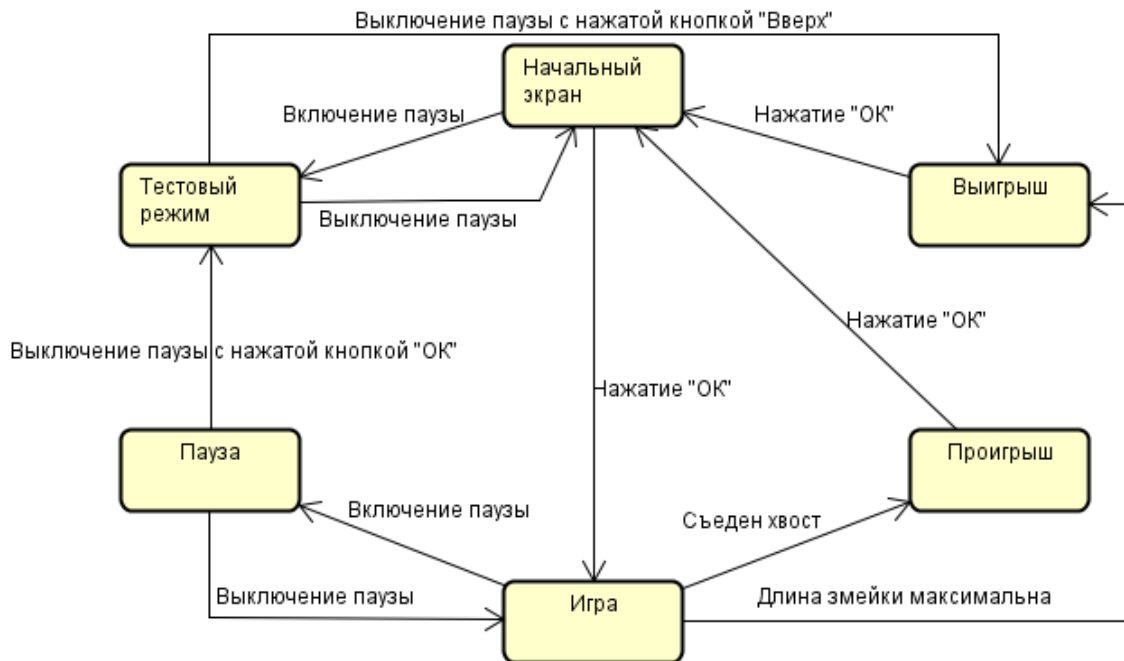 Выключение паузы с нажатой кнопкой "Вверх"
Начальный
экран
Включение паузы
Нажатие "ОК"
Тестовый
режим
Выигрыш
Выключение паузы
Нажатие "ОК"
Выключение паузы с нажатой кнопкой "ОК"
Нажатие "ОК"
Пауза
Проигрыш
Включение паузы
Съеден хвост
Выключение паузы
Игра
Длина змейки максимальна